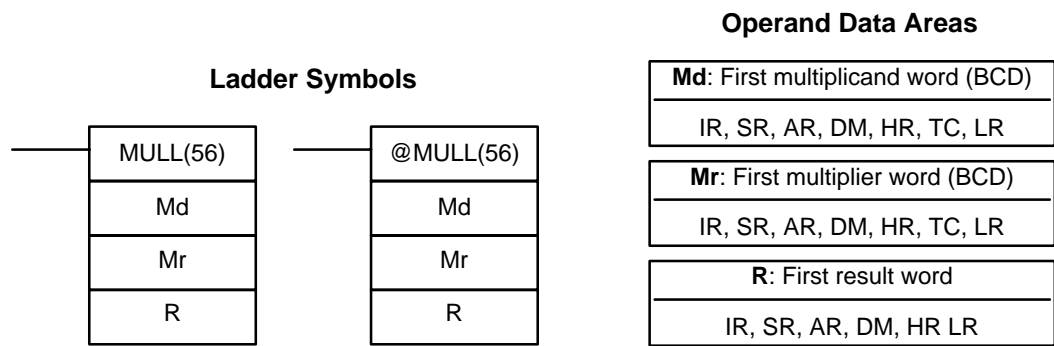 Operand Data Areas
Ladder Symbols
Md: First multiplicand word (BCD)
IR, SR, AR, DM, HR, TC, LR
MULL(56)
@MULL(56)
Mr: First multiplier word (BCD)
Md
Md
IR, SR, AR, DM, HR, TC, LR
Mr
Mr
R: First result word
R
R
IR, SR, AR, DM, HR LR